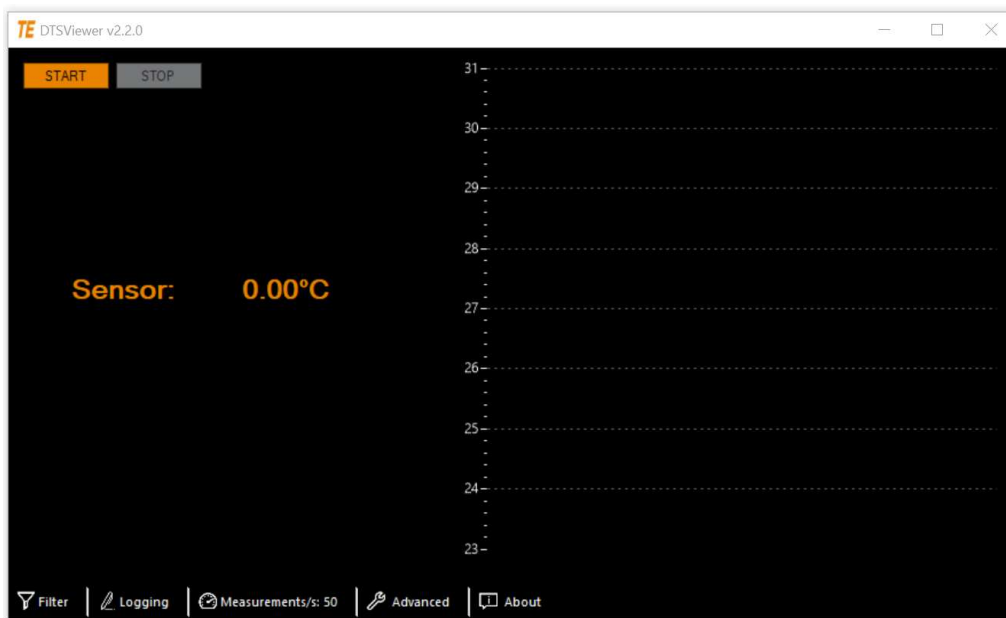 TE DTSViewer v2.2.0
START STOP
Sensor: 0.00°C
31
30
29
28
27
26
25
24
23
Filter Logging Measurements/s: 50 Advanced About